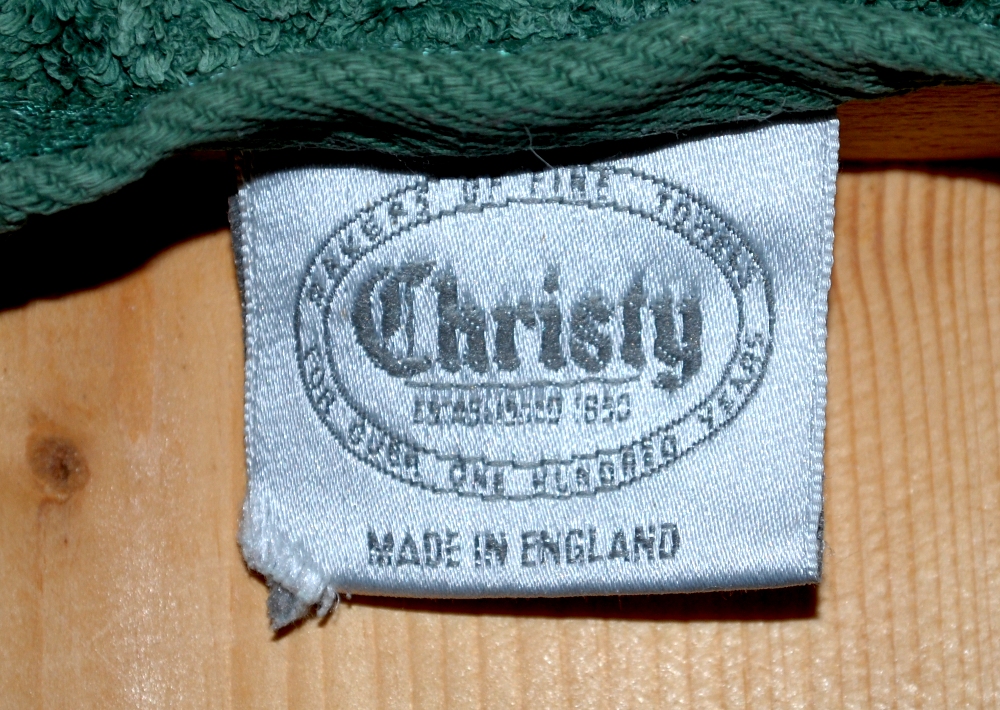 MAKERS OF FINE TOWELS
Christy
ESTABLISHED 1850
FOR OVER ONE HUNDRED YEARS
MADE IN ENGLAND